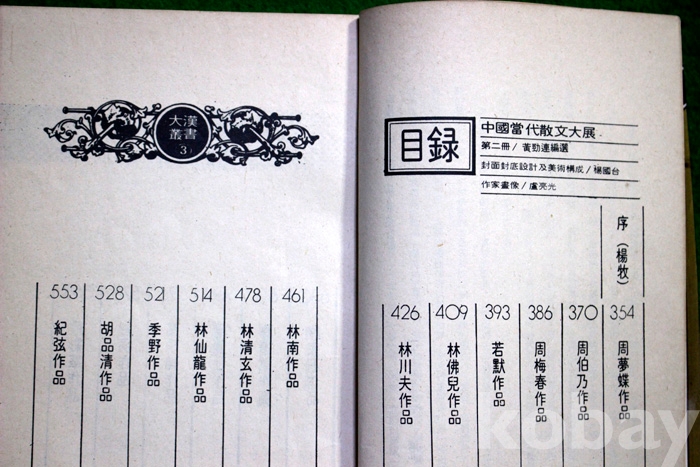 目録
中國當代散文大展
第二冊/黃勁連編選
封面封底設計及美術構成/楊國台
作家畫像/盧亮光
序(楊牧)
354 周夢蝶作品
370 周伯乃作品
386 周梅春作品
393 若默作品
409 林佛兒作品
426 林川夫作品
大漢
叢書
3
461 林南作品
478 林清玄作品
514 林仙龍作品
521 季野作品
528 胡品清作品
553 紀弦作品
kobay